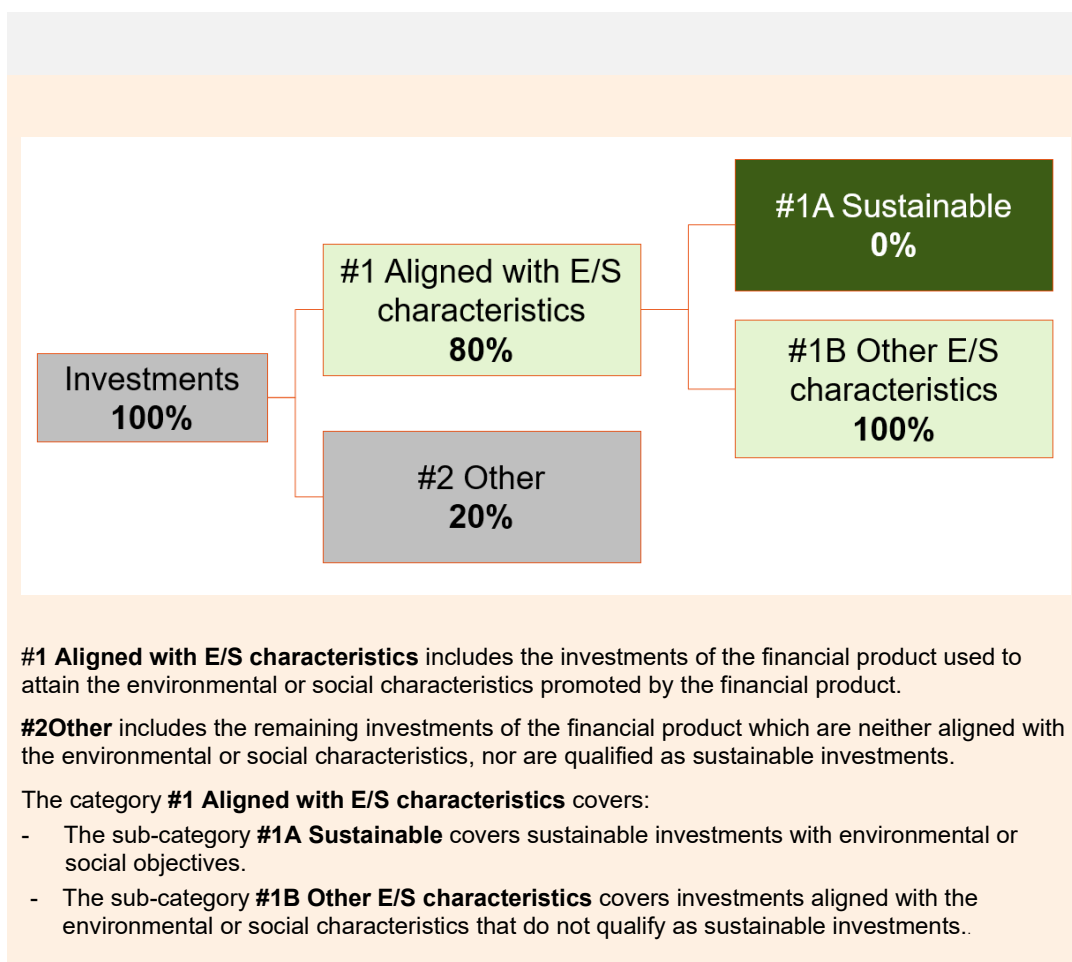 #1A Sustainable
0%
#1 Aligned with E/S
characteristics
80%
#1B Other E/S
characteristics
100%
Investments
100%
#2 Other
20%
#1 Aligned with E/S characteristics includes the investments of the financial product used to
attain the environmental or social characteristics promoted by the financial product.
#2Other includes the remaining investments of the financial product which are neither aligned with
the environmental or social characteristics, nor are qualified as sustainable investments.
The category #1 Aligned with E/S characteristics covers:
- The sub-category #1A Sustainable covers sustainable investments with environmental or
social objectives.
- The sub-category #1B Other E/S characteristics covers investments aligned with the
environmental or social characteristics that do not qualify as sustainable investments..